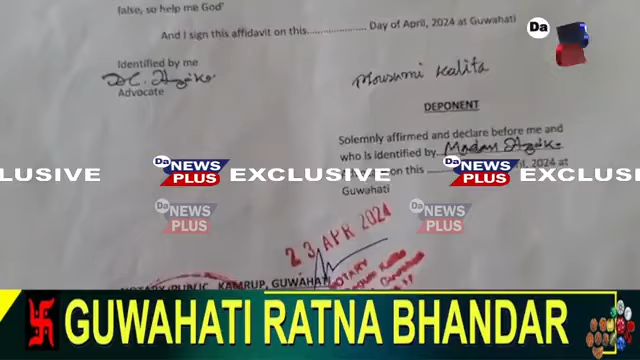 false, so help me God'
And I sign this affidavit on this..................... Day of April, 2024 at Guwahati
Da
Identified by me
Advocate
Mousumi Kalita
DEPONENT
Solemnly affirmed and declare before me and
who is identified by
on this 2024 at
Guwahati
LUSIVE Da NEWS PLUS EXCLUSIVE Da NEWS PLUS EXCLUSIVE
Da NEWS PLUS Da NEWS PLUS
23 APR 2024
NOTARY PUBLIC, KAMRUP, GUWAHATI
NOTARY
GUWAHATI RATNA BHANDAR